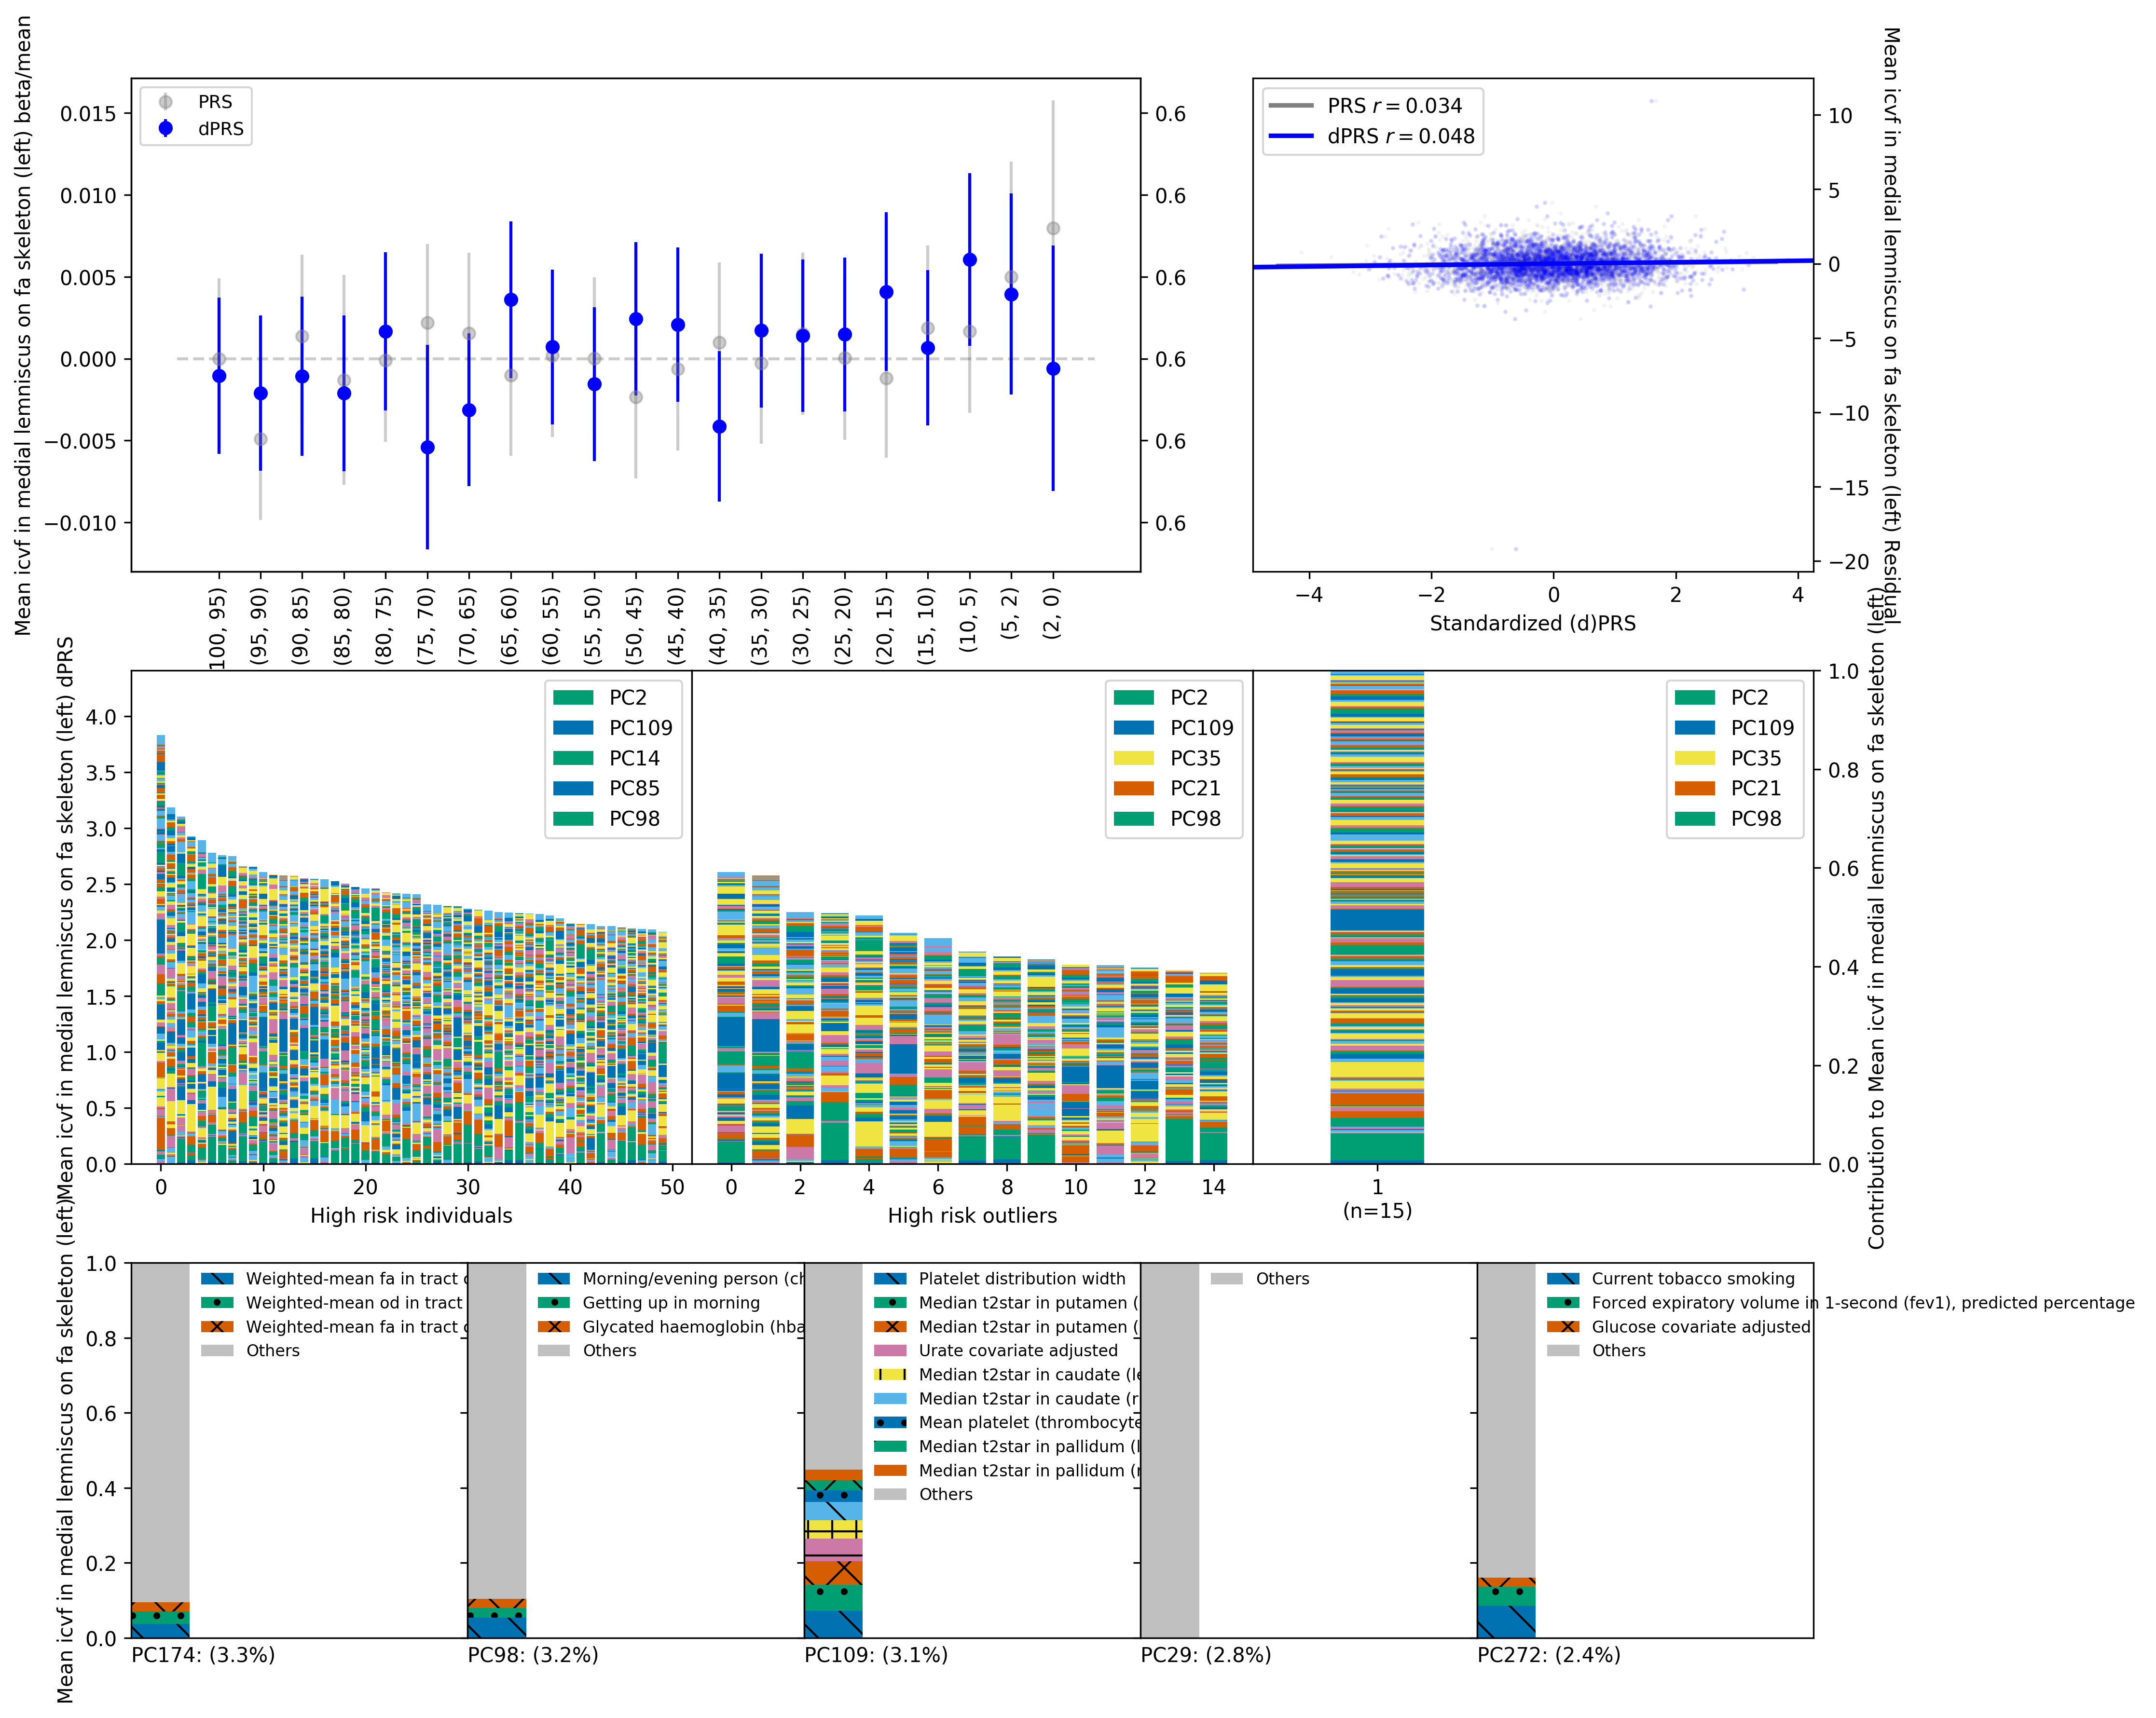 Mean icvf in medial lemniscus on fa skeleton (left) beta/mean
0.015
0.010
0.005
0.000
−0.005
−0.010
PRS
dPRS
0.6
0.6
0.6
0.6
0.6
0.6
100, 95)
(95, 90)
(90, 85)
(85, 80)
(80, 75)
(75, 70)
(70, 65)
(65, 60)
(60, 55)
(55, 50)
(50, 45)
(45, 40)
(40, 35)
(35, 30)
(30, 25)
(25, 20)
(20, 15)
(15, 10)
(10, 5)
(5, 2)
(2, 0)
PRS r = 0.034
dPRS r = 0.048
10
5
0
−5
−10
−15
−20
Mean icvf in medial lemniscus on fa skeleton (left) Residual
−4
−2
0
2
4
Standardized (d)PRS
Mean icvf in medial lemniscus on fa skeleton (left) dPRS
4.0
3.5
3.0
2.5
2.0
1.5
1.0
0.5
0.0
PC2
PC109
PC14
PC85
PC98
0
10
20
30
40
50
High risk individuals
PC2
PC109
PC35
PC21
PC98
0
2
4
6
8
10
12
14
High risk outliers
PC2
PC109
PC35
PC21
PC98
1
(n=15)
1.0
0.8
0.6
0.4
0.2
0.0
Contribution to Mean icvf in medial lemniscus on fa skeleton (left)
Mean icvf in medial lemniscus on fa skeleton (left)
1.0
0.8
0.6
0.4
0.2
0.0
Weighted-mean fa in tract
Weighted-mean od in tract
Weighted-mean fa in tract
Others
PC174: (3.3%)
Morning/evening person (ch
Getting up in morning
Glycated haemoglobin (hba
Others
PC98: (3.2%)
Platelet distribution width
Median t2star in putamen (
Median t2star in putamen (
Urate covariate adjusted
Median t2star in caudate (le
Median t2star in caudate (r
Mean platelet (thrombocyte
Median t2star in pallidum (l
Median t2star in pallidum (r
Others
PC109: (3.1%)
Others
PC29: (2.8%)
Current tobacco smoking
Forced expiratory volume in 1-second (fev1), predicted percentage
Glucose covariate adjusted
Others
PC272: (2.4%)